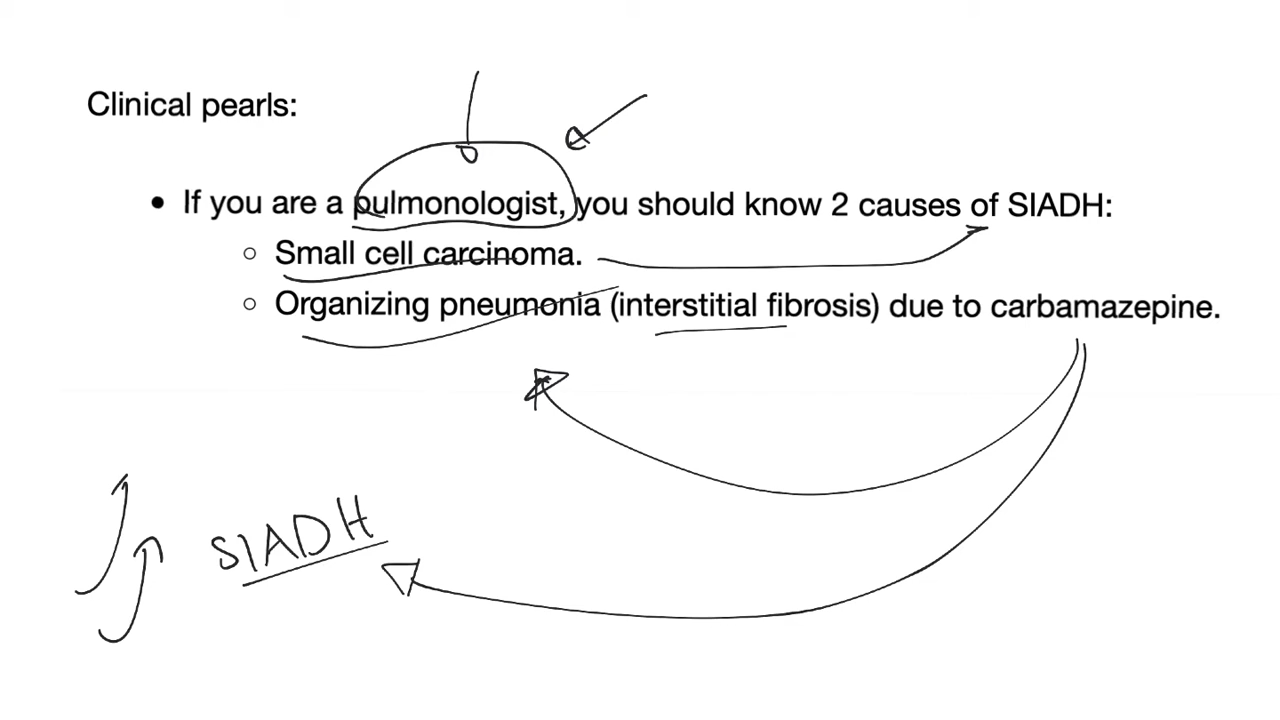 Clinical pearls:
• If you are a pulmonologist, you should know 2 causes of SIADH:
○ Small cell carcinoma.
○ Organizing pneumonia (interstitial fibrosis) due to carbamazepine.
SIADH